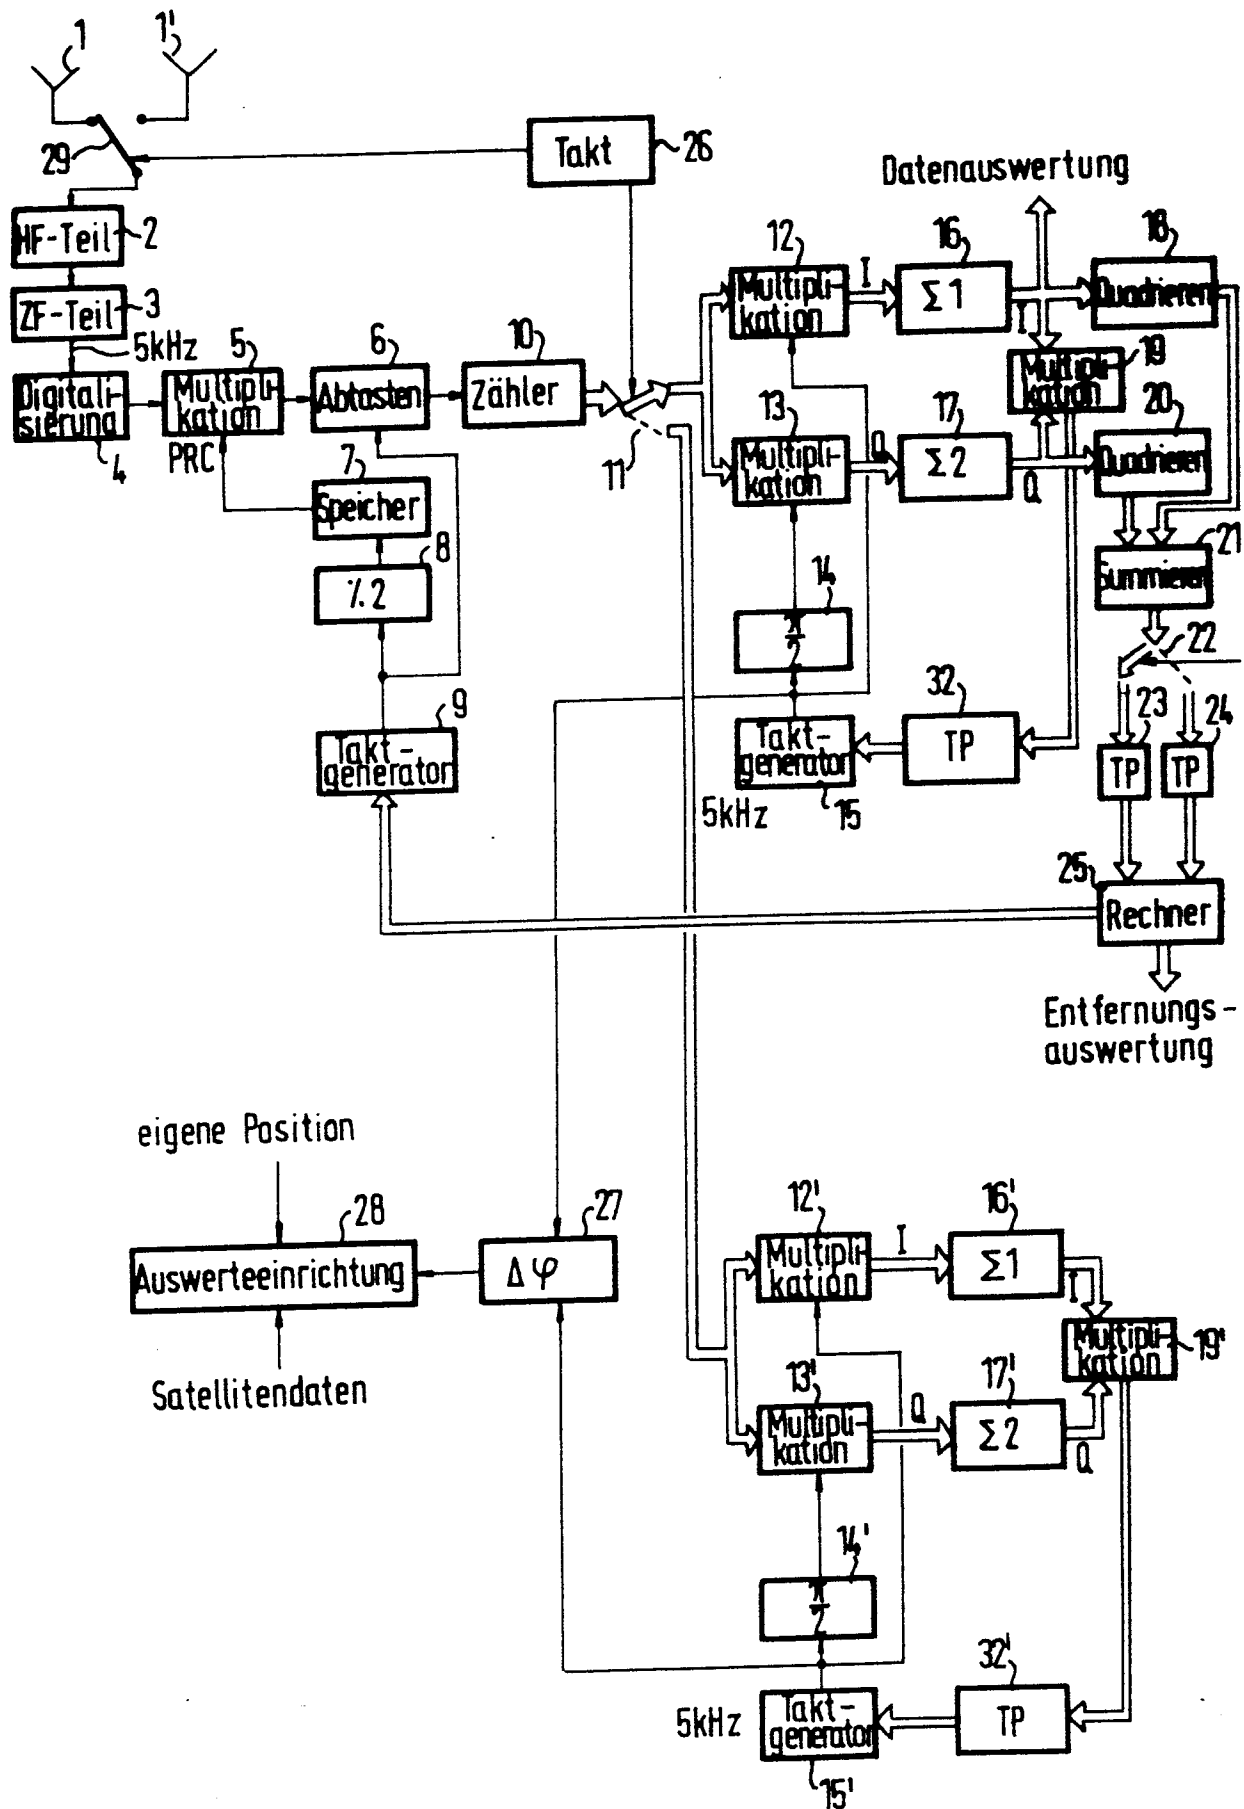 1
1'
29
Takt
26
Datenauswertung
HF-Teil
2
ZF-Teil
3
5kHz
Digitali-
sierung
4
5
Multipli-
kation
PRC
6
Abtasten
10
Zähler
11
7
Speicher
8
⁒2
9
Takt-
generator
12
Multipli-
kation
I
16
Σ1
I
18
Quadrieren
19
Multipli-
kation
13
Multipli-
kation
Q
17
Σ2
Q
20
Quadrieren
21
Summieren
22
14
π/2
Takt-
generator
15
5kHz
32
TP
23
TP
24
TP
25
Rechner
Entfernungs-
auswertung
eigene Position
28
Auswerteeinrichtung
Satellitendaten
27
Δφ
12'
Multipli-
kation
I
16'
Σ1
I
Multipli-
kation
19'
13'
Multipli-
kation
Q
17'
Σ2
Q
14'
π/2
5kHz
Takt-
generator
15'
32'
TP